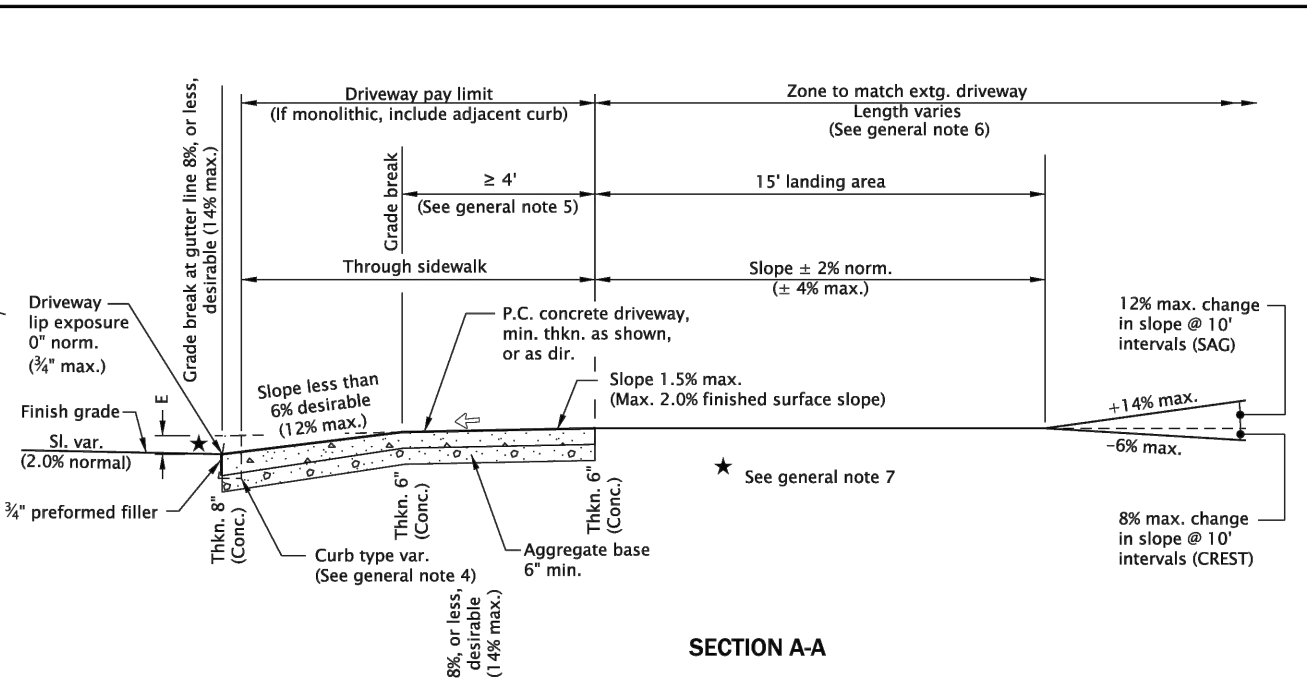 Grade break at gutter line 8%, or less,
desirable (14% max.)
Driveway pay limit
(If monolithic, include adjacent curb)
Zone to match extg. driveway
Length varies
(See general note 6)
Grade break
≥ 4'
(See general note 5)
15' landing area
Through sidewalk
Slope ± 2% norm.
(± 4% max.)
Driveway
lip exposure
0" norm.
(¾" max.)
P.C. concrete driveway,
min. thkn. as shown,
or as dir.
12% max. change
in slope @ 10'
intervals (SAG)
Slope less than
6% desirable
(12% max.)
Slope 1.5% max.
(Max. 2.0% finished surface slope)
E
Finish grade
Sl. var.
(2.0% normal)
+14% max.
-6% max.
★ See general note 7
¾" preformed filler
Thkn. 8"
(Conc.)
Thkn. 6"
(Conc.)
Thkn. 6"
(Conc.)
8% max. change
in slope @ 10'
intervals (CREST)
Curb type var.
(See general note 4)
Aggregate base
6" min.
8%, or less,
desirable
(14% max.)
SECTION A-A